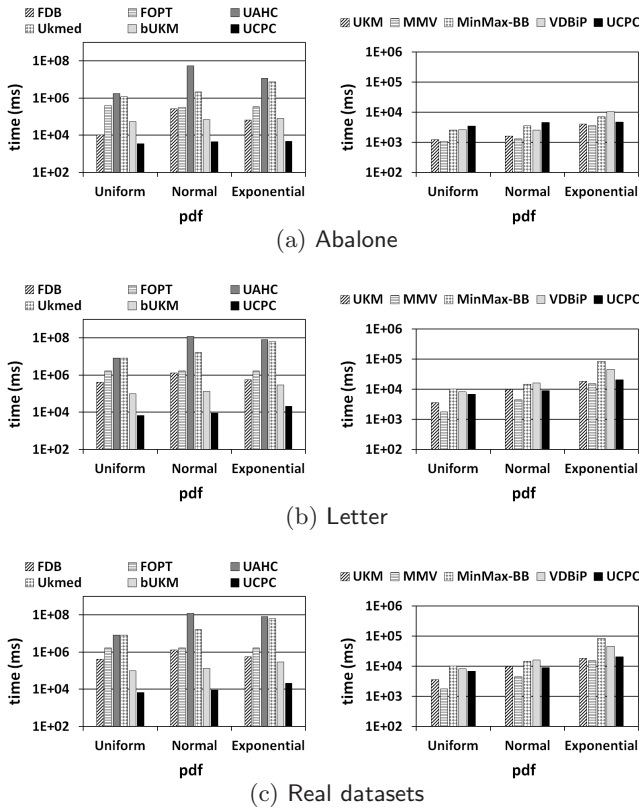 FDB FOPT UAHC
Ukmed bUKM UCPC
1E+08
1E+06
1E+04
1E+02
time (ms)
Uniform Normal Exponential
pdf
UKM MMV MinMax-BB VDBiP UCPC
1E+06
1E+05
1E+04
1E+03
1E+02
time (ms)
Uniform Normal Exponential
pdf
(a) Abalone
FDB FOPT UAHC
Ukmed bUKM UCPC
1E+08
1E+06
1E+04
1E+02
time (ms)
Uniform Normal Exponential
pdf
UKM MMV MinMax-BB VDBiP UCPC
1E+06
1E+05
1E+04
1E+03
1E+02
time (ms)
Uniform Normal Exponential
pdf
(b) Letter
FDB FOPT UAHC
Ukmed bUKM UCPC
1E+08
1E+06
1E+04
1E+02
time (ms)
Uniform Normal Exponential
pdf
UKM MMV MinMax-BB VDBiP UCPC
1E+06
1E+05
1E+04
1E+03
1E+02
time (ms)
Uniform Normal Exponential
pdf
(c) Real datasets